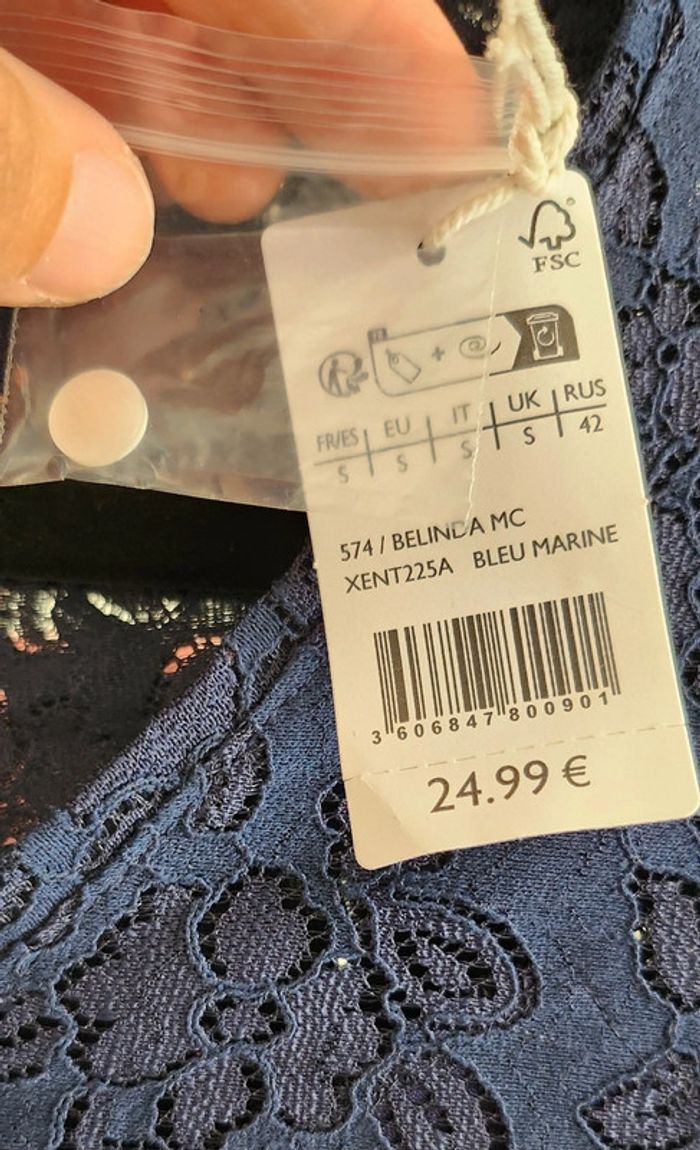 FSC
FR/ES EU IT UK RUS
S S S S 42
574 / BELINDA MC
XENT225A BLEU MARINE
3 606847 800901
24.99 €